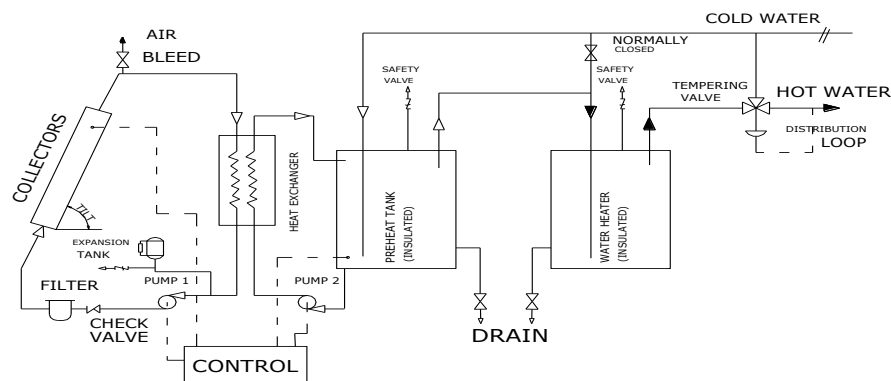 COLD WATER
AIR
BLEED
NORMALLY
CLOSED
SAFETY
VALVE
SAFETY
VALVE
TEMPERING
VALVE
HOT WATER
DISTRIBUTION
LOOP
COLLECTORS
TILT
HEAT EXCHANGER
PREHEAT TANK
(INSULATED)
WATER HEATER
(INSULATED)
EXPANSION
TANK
FILTER
PUMP 1
PUMP 2
CHECK
VALVE
DRAIN
CONTROL